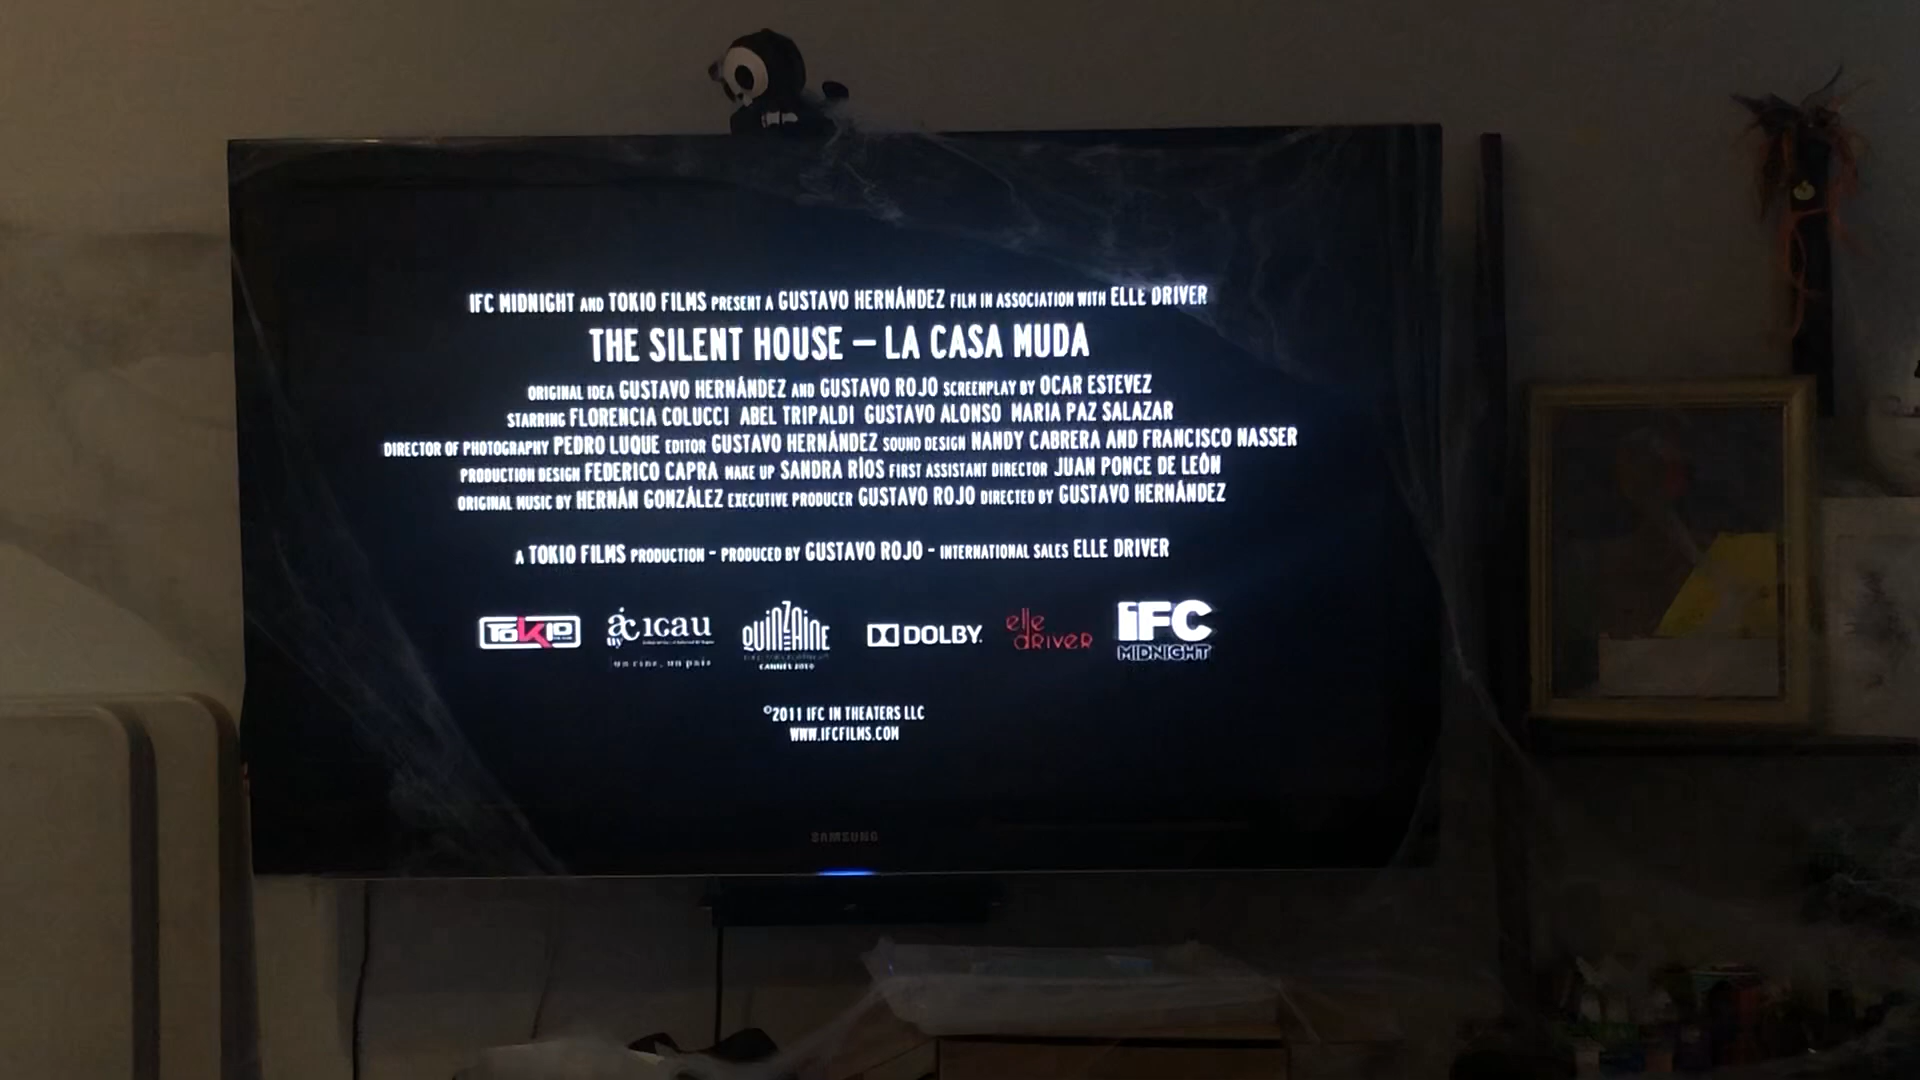 IFC MIDNIGHT AND TOKIO FILMS PRESENT A GUSTAVO HERNÁNDEZ FILM IN ASSOCIATION WITH ELLE DRIVER
THE SILENT HOUSE – LA CASA MUDA
ORIGINAL IDEA GUSTAVO HERNÁNDEZ AND GUSTAVO ROJO SCREENPLAY BY OCAR ESTEVEZ
STARRING FLORENCIA COLUCCI ABEL TRIPALDI GUSTAVO ALONSO MARIA PAZ SALAZAR
DIRECTOR OF PHOTOGRAPHY PEDRO LUQUE EDITOR GUSTAVO HERNÁNDEZ SOUND DESIGN NANDY CABRERA AND FRANCISCO NASSER
PRODUCTION DESIGN FEDERICO CAPRA MAKE UP SANDRA RÍOS FIRST ASSISTANT DIRECTOR JUAN PONCE DE LEÓN
ORIGINAL MUSIC BY HERNÁN GONZÁLEZ EXECUTIVE PRODUCER GUSTAVO ROJO DIRECTED BY GUSTAVO HERNÁNDEZ
A TOKIO FILMS PRODUCTION – PRODUCED BY GUSTAVO ROJO – INTERNATIONAL SALES ELLE DRIVER
TOKIO
icau
uy
un cine, un país
QUINZAINE
CANNES 2010
DOLBY.
elle driver
IFC MIDNIGHT
©2011 IFC IN THEATERS LLC
WWW.IFCFILMS.COM
SAMSUNG